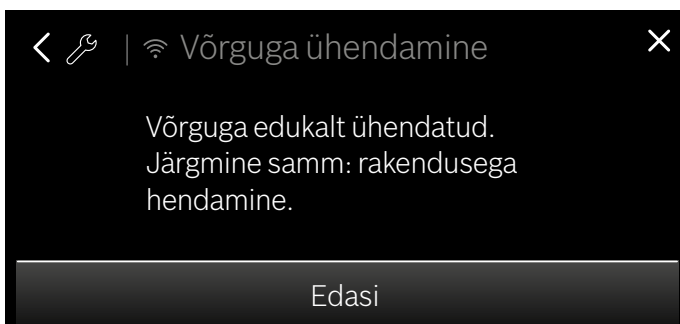 | Võrguga ühendamine
Võrguga edukalt ühendatud.
Järgmine samm: rakendusega
hendamine.
Edasi